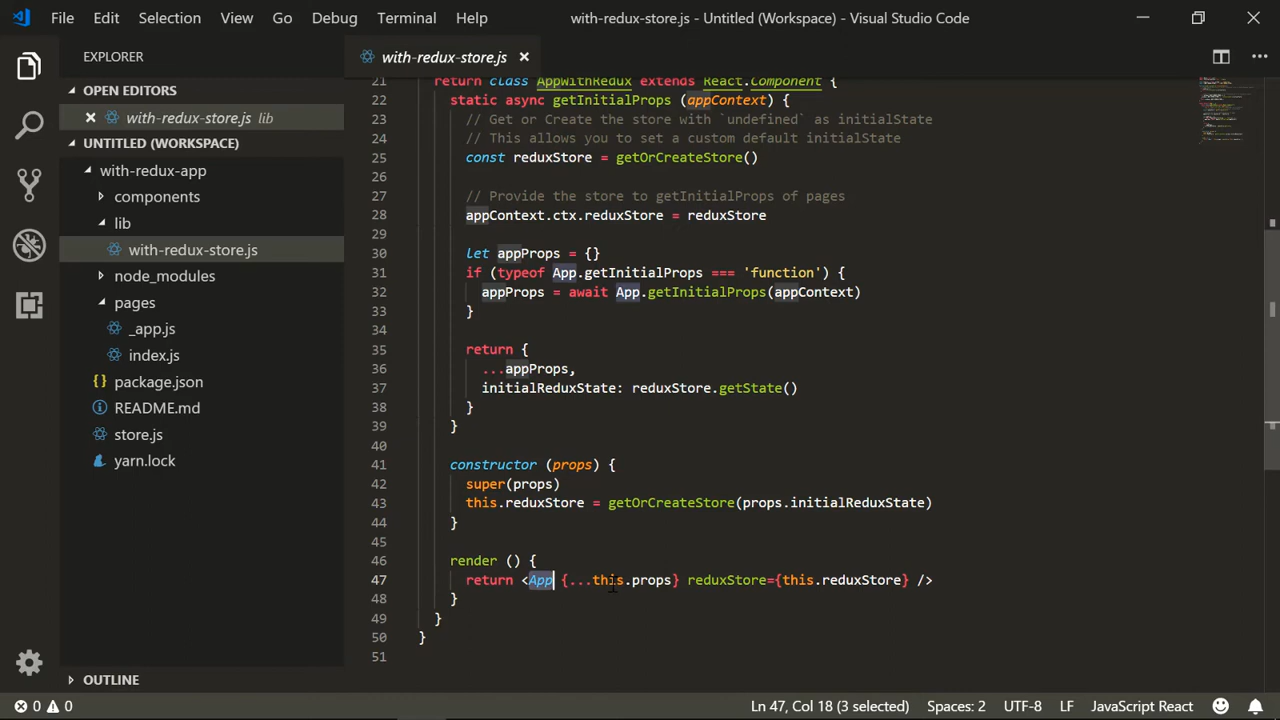 File Edit Selection View Go Debug Terminal Help with-redux-store.js - Untitled (Workspace) - Visual Studio Code
EXPLORER
OPEN EDITORS
with-redux-store.js lib
UNTITLED (WORKSPACE)
with-redux-app
components
lib
with-redux-store.js
node_modules
pages
_app.js
index.js
package.json
README.md
store.js
yarn.lock
OUTLINE
with-redux-store.js
21 return class AppWithRedux extends React.Component {
22 static async getInitialProps (appContext) {
23 // Get or Create the store with `undefined` as initialState
24 // This allows you to set a custom default initialState
25 const reduxStore = getOrCreateStore()
26
27 // Provide the store to getInitialProps of pages
28 appContext.ctx.reduxStore = reduxStore
29
30 let appProps = {}
31 if (typeof App.getInitialProps === 'function') {
32 appProps = await App.getInitialProps(appContext)
33 }
34
35 return {
36 ...appProps,
37 initialReduxState: reduxStore.getState()
38 }
39 }
40
41 constructor (props) {
42 super(props)
43 this.reduxStore = getOrCreateStore(props.initialReduxState)
44 }
45
46 render () {
47 return <App {...this.props} reduxStore={this.reduxStore} />
48 }
49 }
50 }
51
0 0 Ln 47, Col 18 (3 selected) Spaces: 2 UTF-8 LF JavaScript React